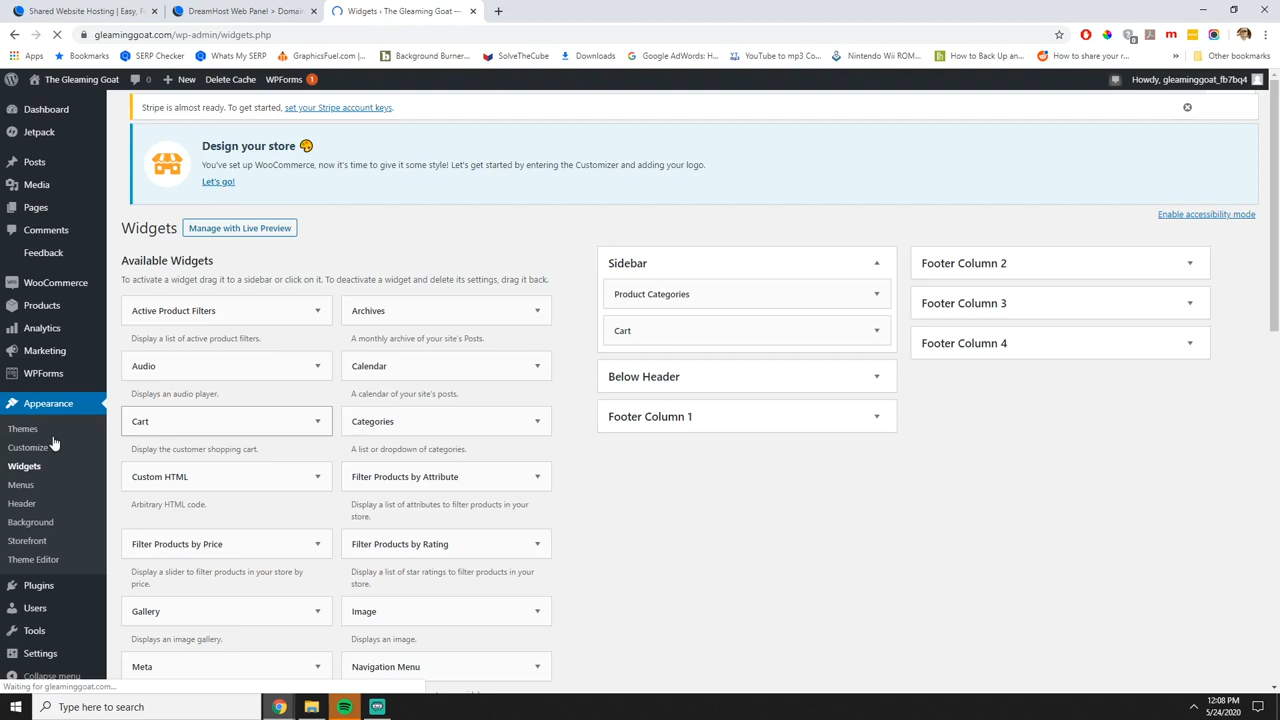 Shared Website Hosting | Easy, F
DreamHost Web Panel > Domain
Widgets ‹ The Gleaming Goat —
gleaminggoat.com/wp-admin/widgets.php
Apps
Bookmarks
SERP Checker
Whats My SERP
GraphicsFuel.com |...
Background Burner...
SolveTheCube
Downloads
Google AdWords: H...
YouTube to mp3 Co...
Nintendo Wii ROM...
How to Back Up an...
How to share your r...
»
Other bookmarks
The Gleaming Goat
0
+ New
Delete Cache
WPForms 1
Howdy, gleaminggoat_fb7bq4
Dashboard
Jetpack
Posts
Media
Pages
Comments
Feedback
WooCommerce
Products
Analytics
Marketing
WPForms
Appearance
Themes
Customize
Widgets
Menus
Header
Background
Storefront
Theme Editor
Plugins
Users
Tools
Settings
Collapse menu
Stripe is almost ready. To get started, set your Stripe account keys.
Design your store
You've set up WooCommerce, now it's time to give it some style! Let's get started by entering the Customizer and adding your logo.
Let's go!
Enable accessibility mode
Widgets
Manage with Live Preview
Available Widgets
To activate a widget drag it to a sidebar or click on it. To deactivate a widget and delete its settings, drag it back.
Active Product Filters
Display a list of active product filters.
Archives
A monthly archive of your site's Posts.
Audio
Displays an audio player.
Calendar
A calendar of your site's posts.
Cart
Display the customer shopping cart.
Categories
A list or dropdown of categories.
Custom HTML
Arbitrary HTML code.
Filter Products by Attribute
Display a list of attributes to filter products in your
store.
Filter Products by Price
Display a slider to filter products in your store by
price.
Filter Products by Rating
Display a list of star ratings to filter products in your
store.
Gallery
Displays an image gallery.
Image
Displays an image.
Meta
Navigation Menu
Sidebar
Product Categories
Cart
Below Header
Footer Column 1
Footer Column 2
Footer Column 3
Footer Column 4
Waiting for gleaminggoat.com...
Type here to search
12:08 PM
5/24/2020